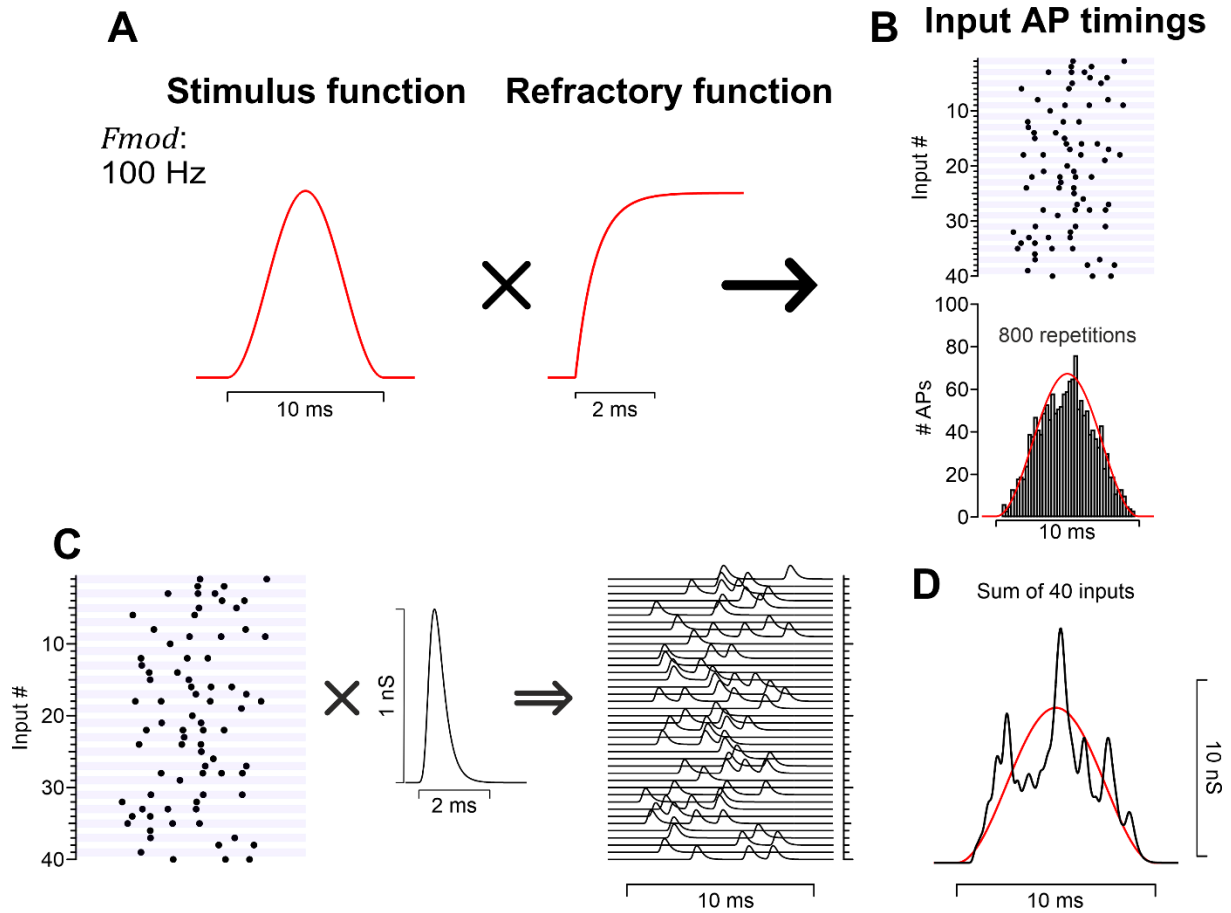 A
Stimulus function
Refractory function
Fmod:
100 Hz
10 ms
2 ms
B
Input AP timings
Input #
10
20
30
40
# APs
100
80
60
40
20
0
800 repetitions
10 ms
C
Input #
10
20
30
40
1 nS
2 ms
10 ms
D
Sum of 40 inputs
10 nS
10 ms